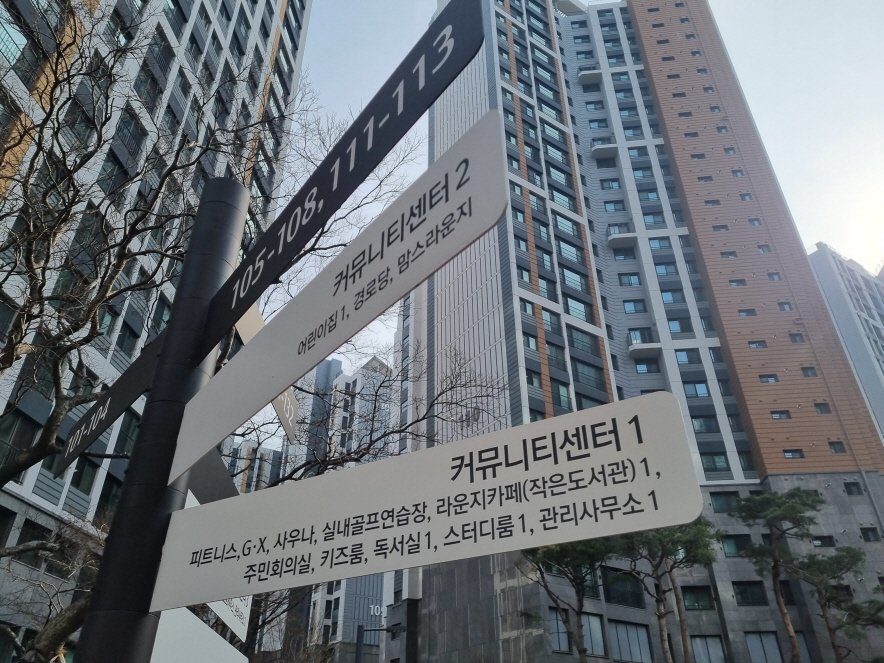 105-108, 111-113
커뮤니티센터 2
어린이집 1, 경로당, 맘스라운지
101-104
커뮤니티센터 1
피트니스, G·X, 사우나, 실내골프연습장, 라운지카페(작은도서관) 1,
주민회의실, 키즈룸, 독서실 1, 스터디룸 1, 관리사무소 1